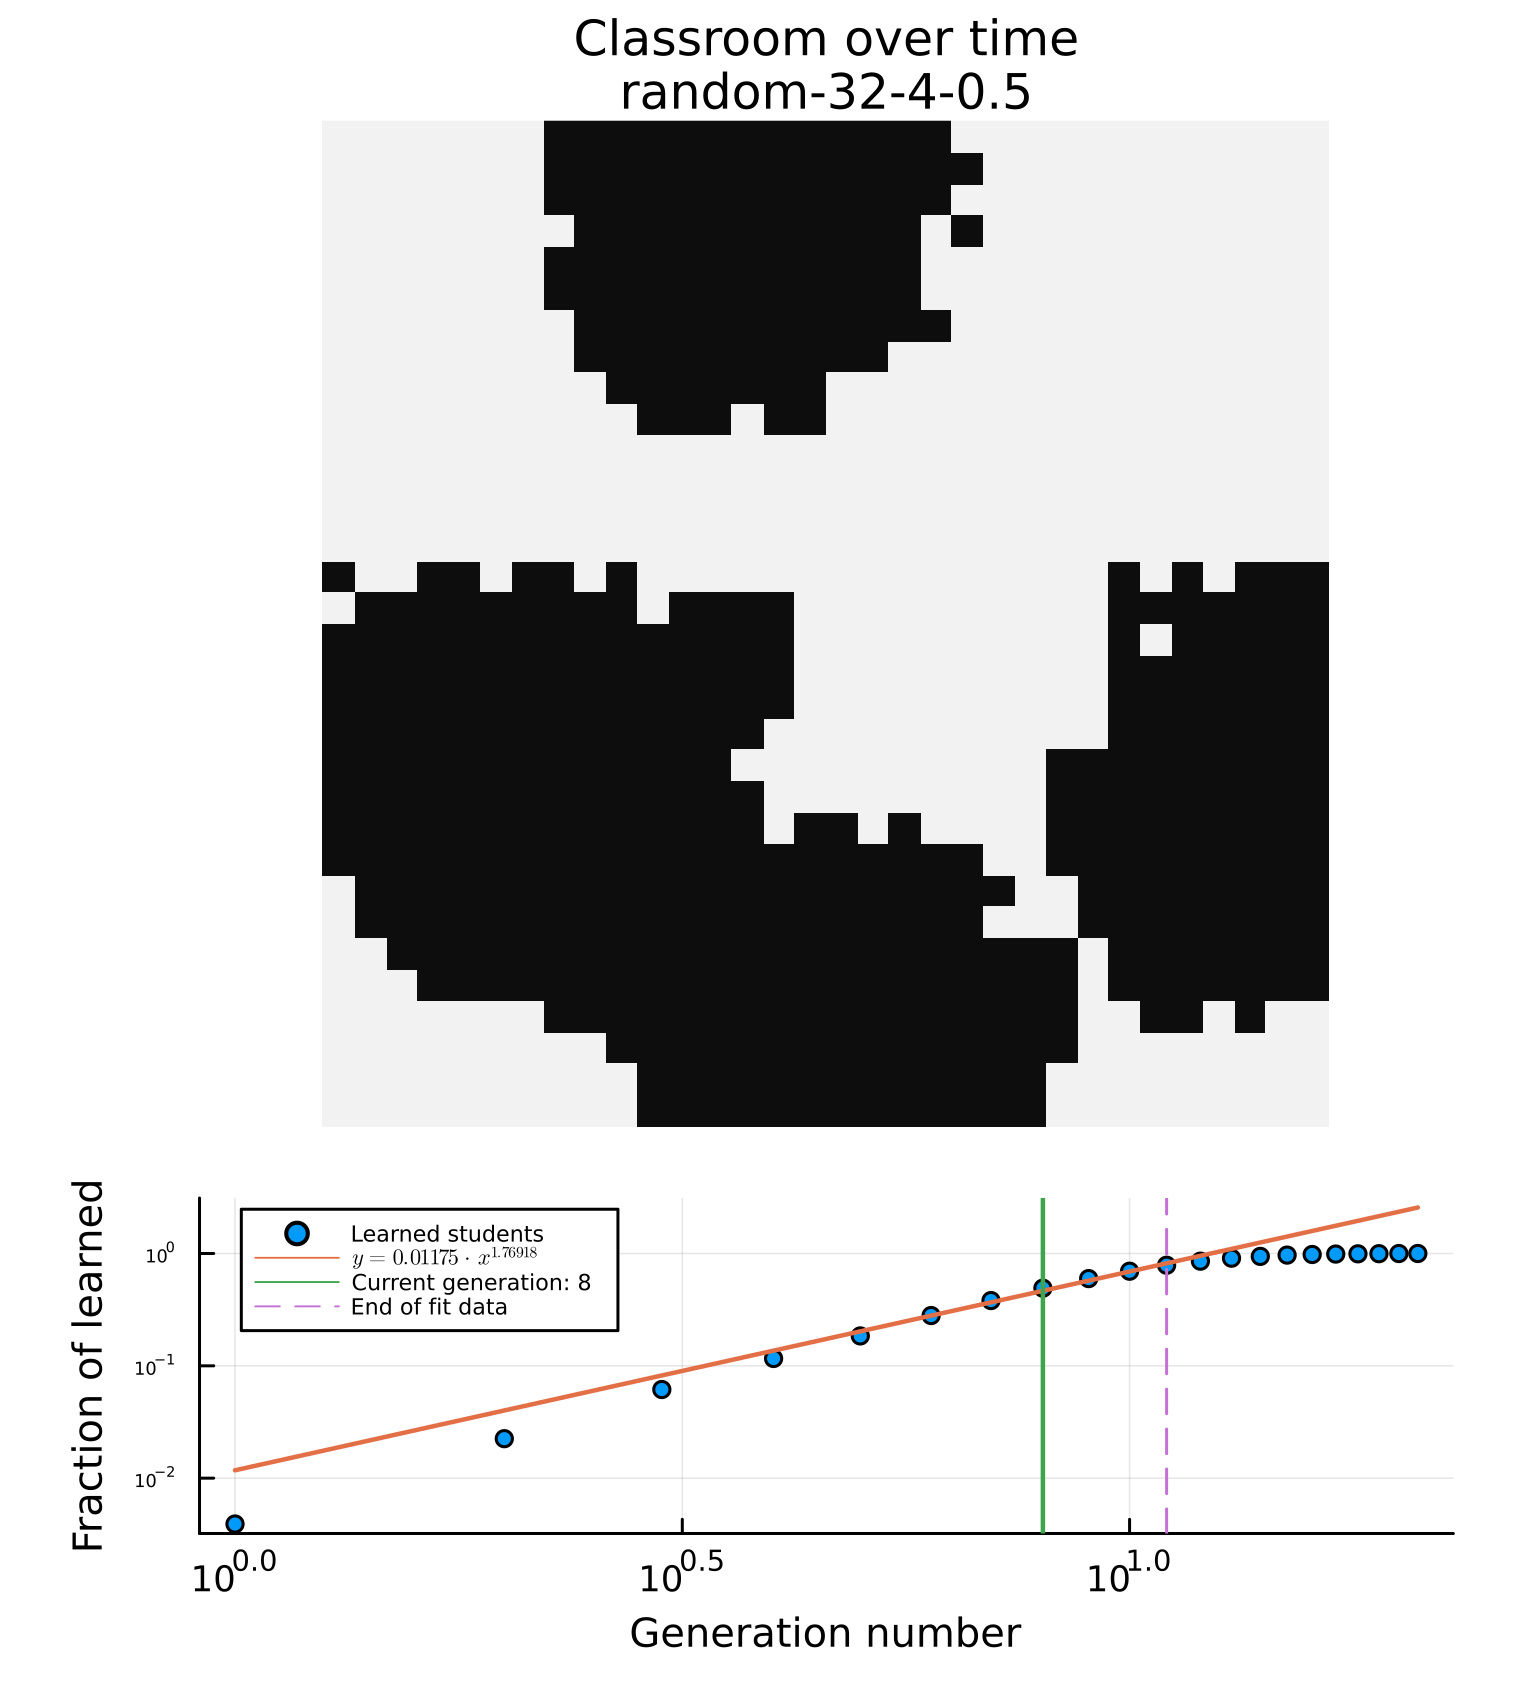 Classroom over time
random-32-4-0.5
Fraction of learned
Learned students
y = 0.01175 · x^1.76918
Current generation: 8
End of fit data
10^0
10^−1
10^−2
10^0.0
10^0.5
10^1.0
Generation number